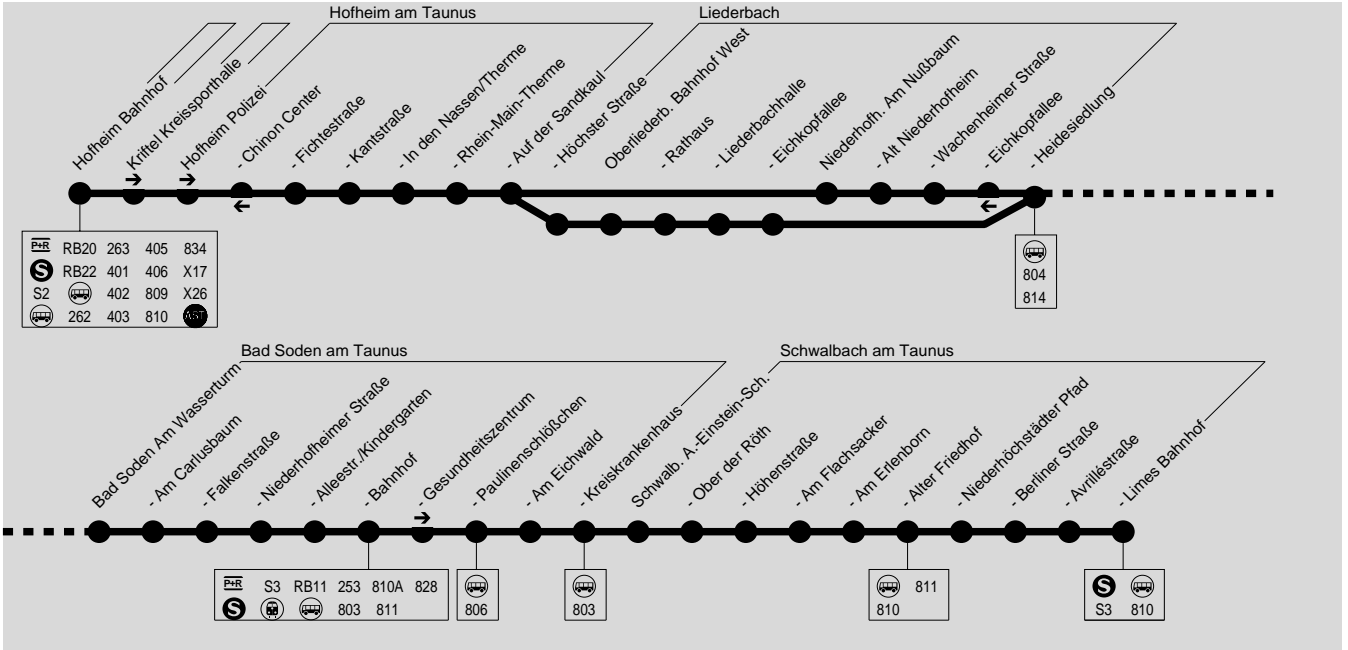 Hofheim am Taunus
Liederbach
Hofheim Bahnhof
Kriftel Kreissporthalle
Hofheim Polizei
- Chinon Center
- Fichtestraße
- Kantstraße
- In den Nassen/Therme
- Rhein-Main-Therme
- Auf der Sandkaul
- Höchster Straße
Oberliederb. Bahnhof West
- Rathaus
- Liederbachhalle
- Eichkopfallee
Niederhofh. Am Nußbaum
- Alt Niederhofheim
- Wachenheimer Straße
- Eichkopfallee
- Heidesiedlung
P+R RB20 263 405 834
S RB22 401 406 X17
S2 402 809 X26
262 403 810 AST
804
814
Bad Soden am Taunus
Schwalbach am Taunus
Bad Soden Am Wasserturm
- Am Carlusbaum
- Falkenstraße
- Niederhofheimer Straße
- Alleestr./Kindergarten
- Bahnhof
- Gesundheitszentrum
- Paulinenschlößchen
- Am Eichwald
- Kreiskrankenhaus
Schwalb. A.-Einstein-Sch.
- Ober der Röth
- Höhenstraße
- Am Flachsacker
- Am Erlenborn
- Alter Friedhof
- Niederhöchstädter Pfad
- Berliner Straße
- Avrilléstraße
- Limes Bahnhof
P+R S3 RB11 253 810A 828
S 803 811
806
803
811
810
S
S3 810